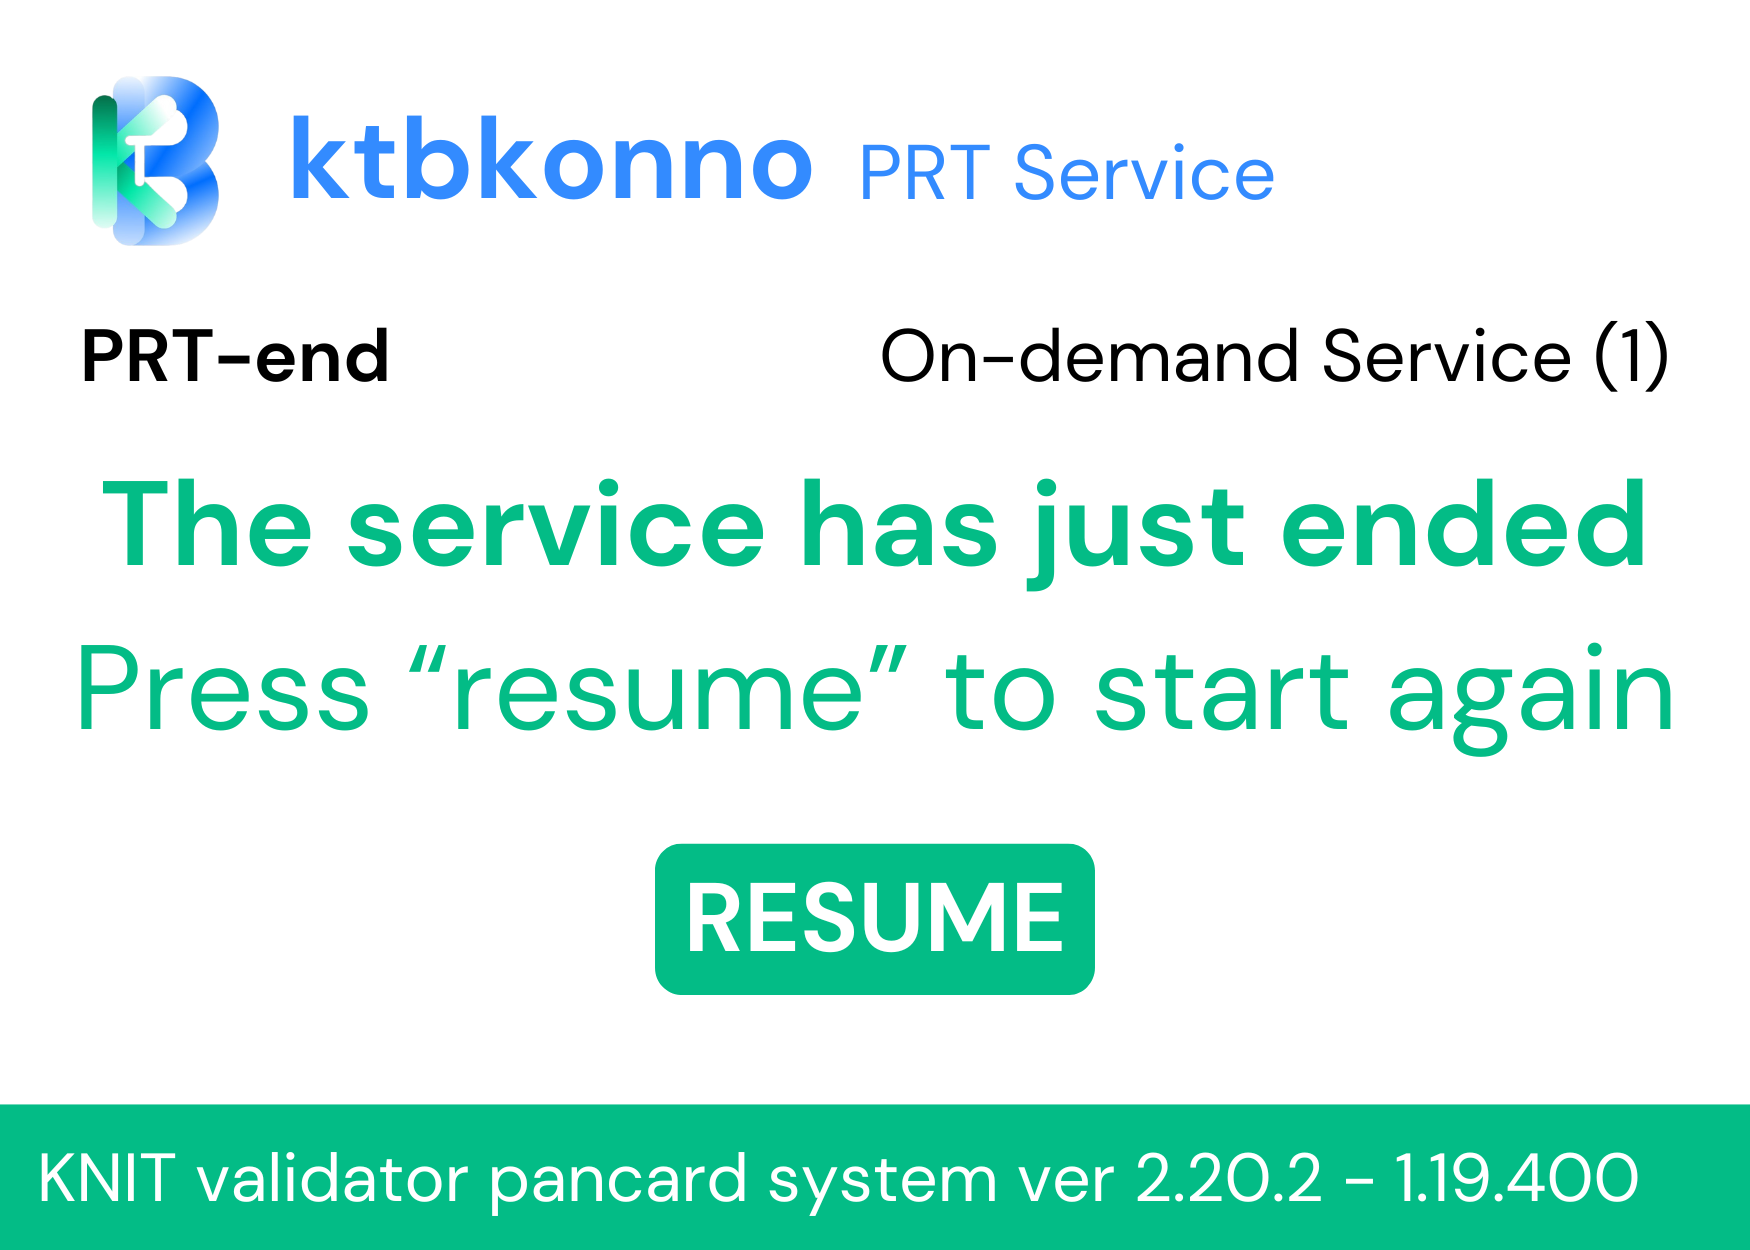 ktbkonno PRT Service
PRT-end On-demand Service (1)
The service has just ended
Press “resume” to start again
RESUME
KNIT validator pancard system ver 2.20.2 - 1.19.400